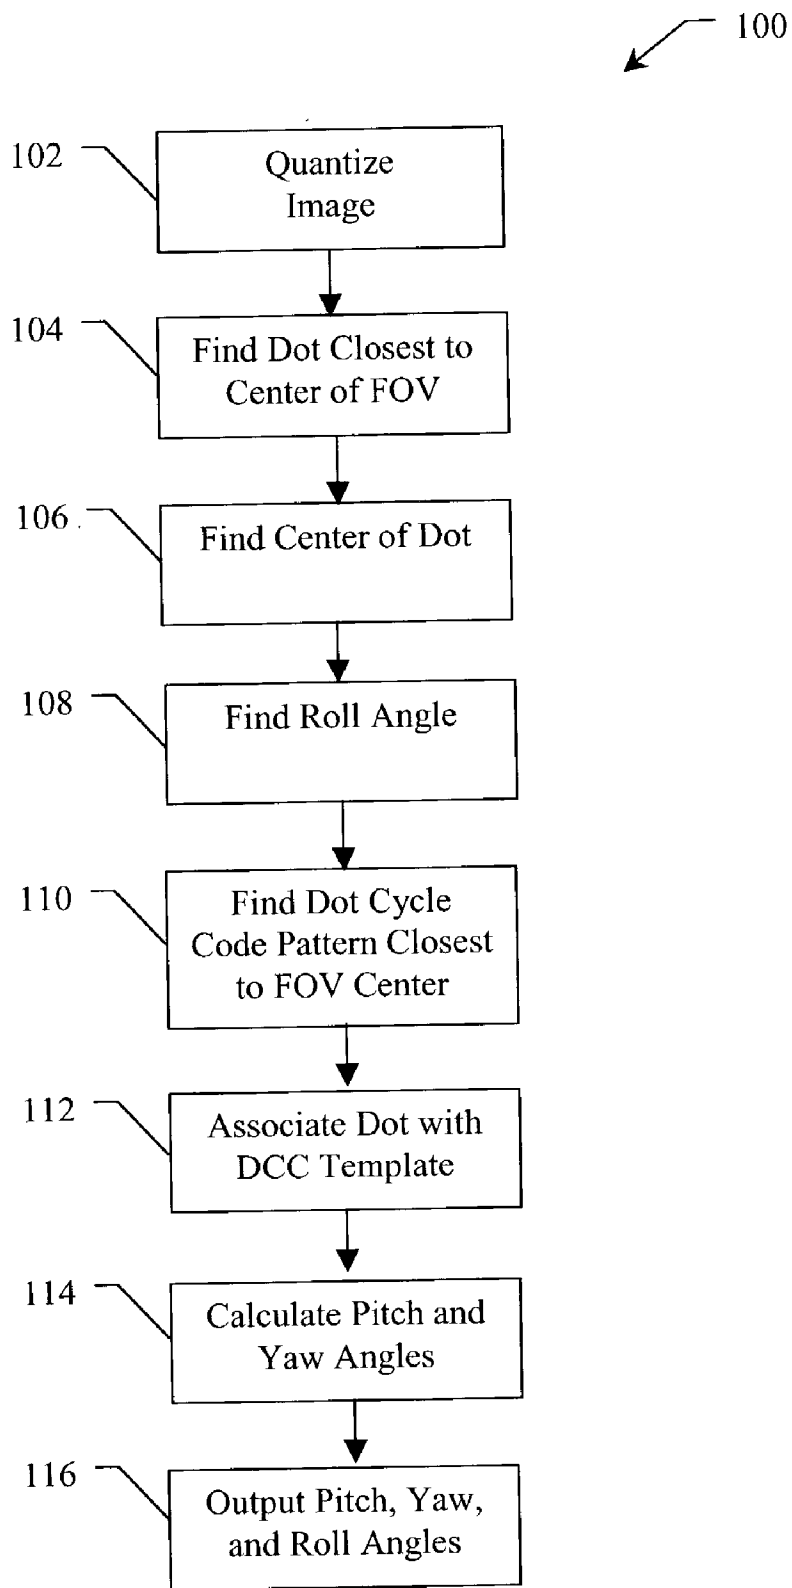 100
102
Quantize
Image
104
Find Dot Closest to
Center of FOV
106
Find Center of Dot
108
Find Roll Angle
110
Find Dot Cycle
Code Pattern Closest
to FOV Center
112
Associate Dot with
DCC Template
114
Calculate Pitch and
Yaw Angles
116
Output Pitch, Yaw,
and Roll Angles